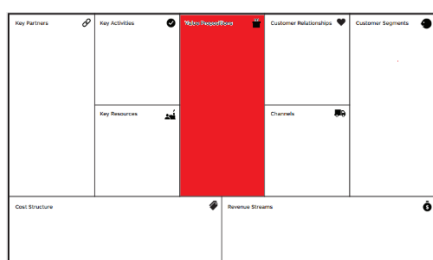 Key Partners
Key Activities
Value Propositions
Customer Relationships
Customer Segments
Key Resources
Channels
Cost Structure
Revenue Streams